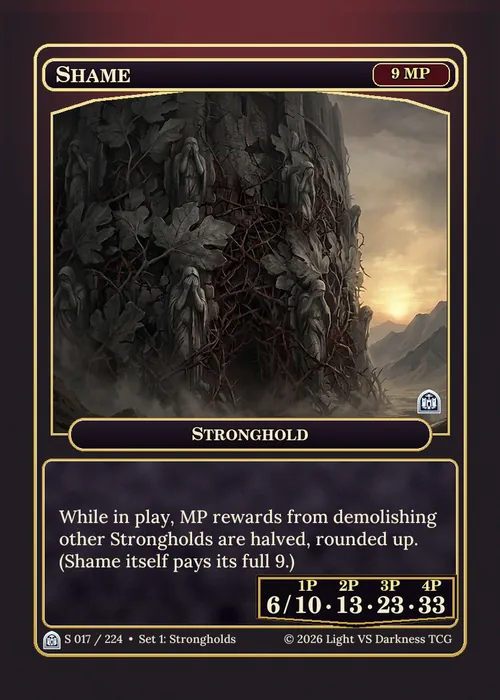 Shame
9 MP
Stronghold
While in play, MP rewards from demolishing
other Strongholds are halved, rounded up.
(Shame itself pays its full 9.)
1P 2P 3P 4P
6/10·13·23·33
S 017 / 224 • Set 1: Strongholds © 2026 Light VS Darkness TCG